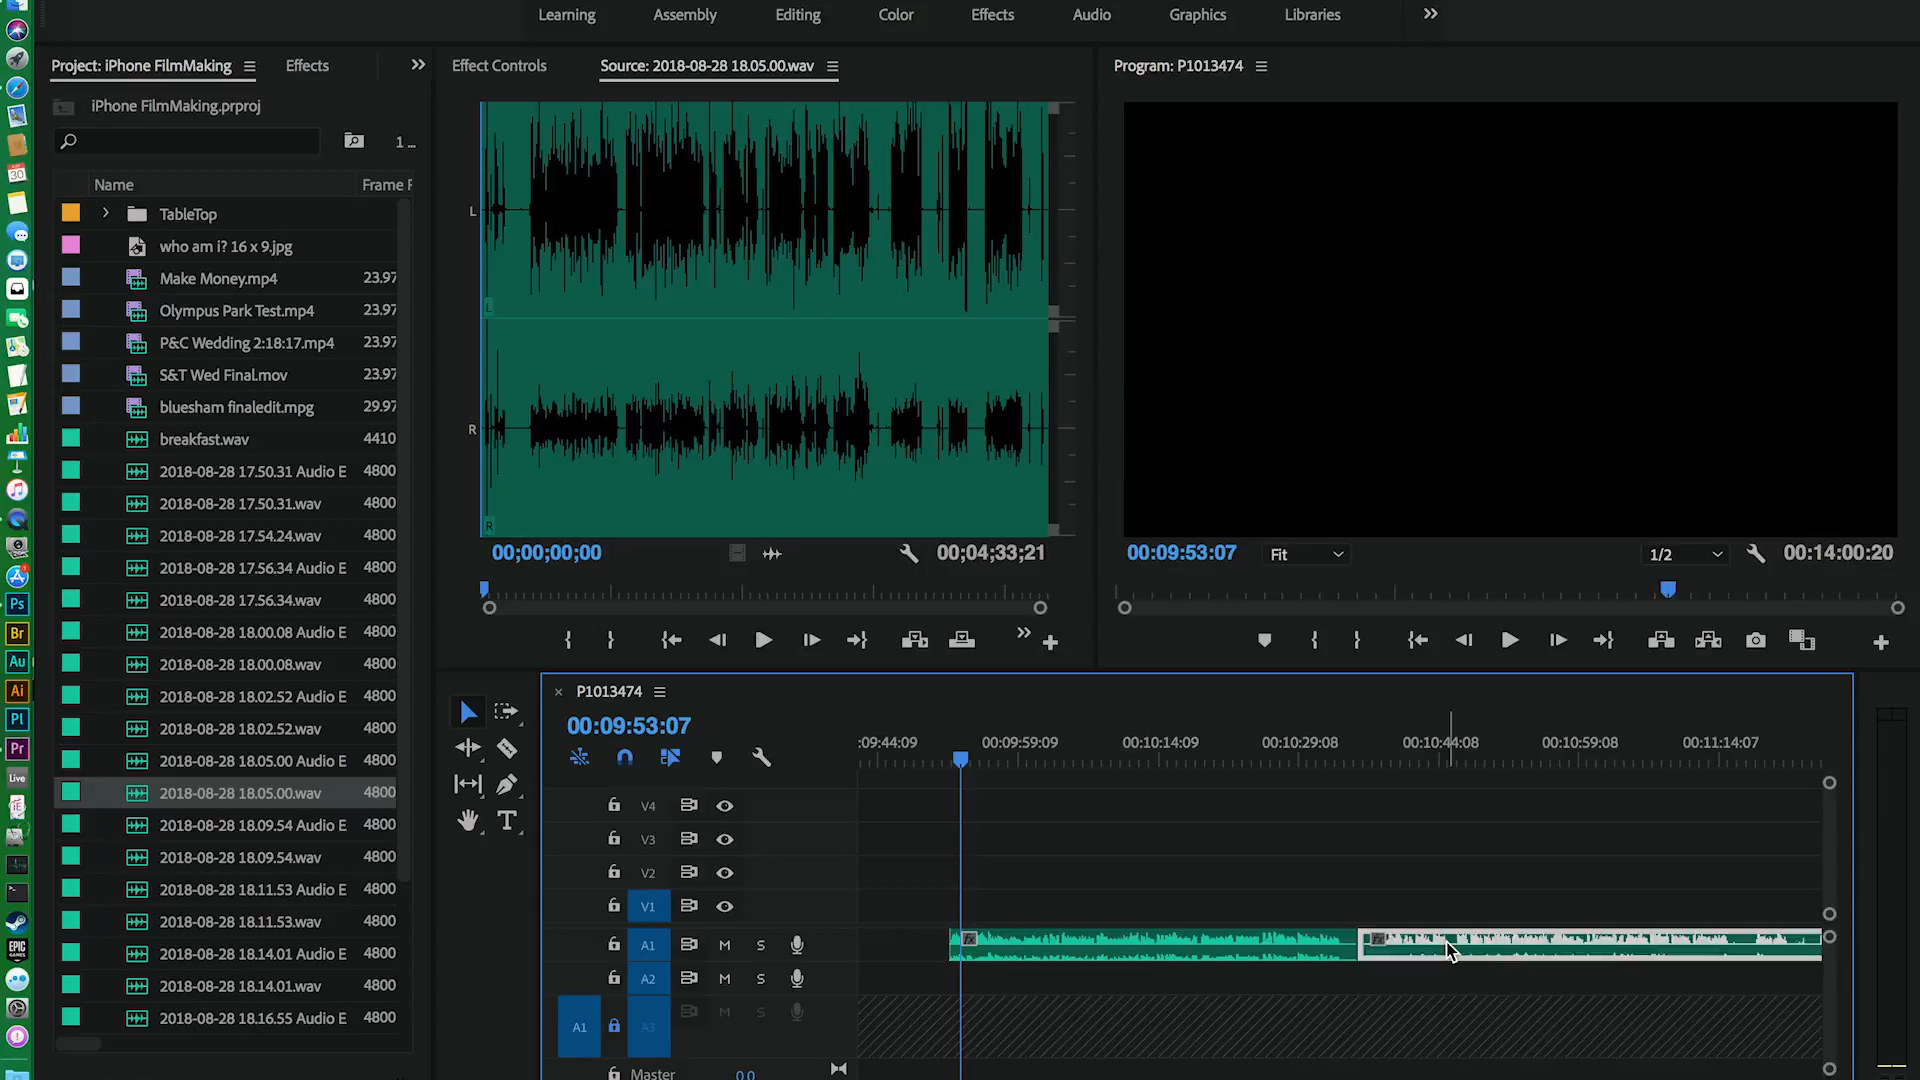 Learning Assembly Editing Color Effects Audio Graphics Libraries
Project: iPhone FilmMaking Effects
Effect Controls Source: 2018-08-28 18.05.00.wav
Program: P1013474
iPhone FilmMaking.prproj
1 ...
Name Frame R
TableTop
who am i? 16 x 9.jpg
Make Money.mp4 23.97
Olympus Park Test.mp4 23.97
P&C Wedding 2:18:17.mp4 23.97
S&T Wed Final.mov 23.97
bluesham finaledit.mpg 29.97
breakfast.wav 4410
2018-08-28 17.50.31 Audio E 4800
2018-08-28 17.50.31.wav 4800
2018-08-28 17.54.24.wav 4800
2018-08-28 17.56.34 Audio E 4800
2018-08-28 17.56.34.wav 4800
2018-08-28 18.00.08 Audio E 4800
2018-08-28 18.00.08.wav 4800
2018-08-28 18.02.52 Audio E 4800
2018-08-28 18.02.52.wav 4800
2018-08-28 18.05.00 Audio E 4800
2018-08-28 18.05.00.wav 4800
2018-08-28 18.09.54 Audio E 4800
2018-08-28 18.09.54.wav 4800
2018-08-28 18.11.53 Audio E 4800
2018-08-28 18.11.53.wav 4800
2018-08-28 18.14.01 Audio E 4800
2018-08-28 18.14.01.wav 4800
2018-08-28 18.16.55 Audio E 4800
L
L
R
R
00;00;00;00 00;04;33;21
00:09:53:07 Fit 1/2 00:14:00:20
P1013474
00:09:53:07
:09:44:09 00:09:59:09 00:10:14:09 00:10:29:08 00:10:44:08 00:10:59:08 00:11:14:07
V4
V3
V2
V1
A1 M S
fx fx
A2 M S
A1 A3 M S
Master 0.0
30
Ps
Br
Au
Ai
Pl
Pr
Live
EPIC
GAMES